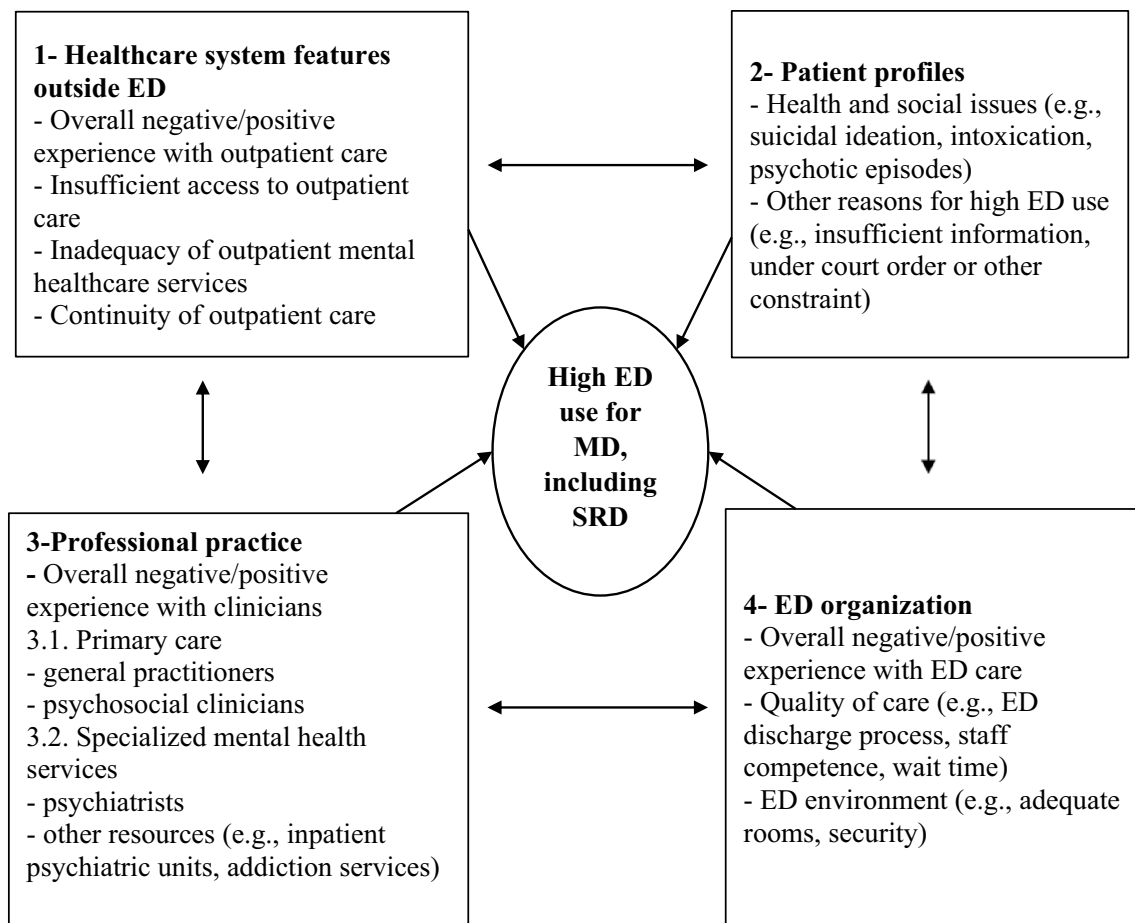 1- Healthcare system features
outside ED
- Overall negative/positive
experience with outpatient care
- Insufficient access to outpatient
care
- Inadequacy of outpatient mental
healthcare services
- Continuity of outpatient care
2- Patient profiles
- Health and social issues (e.g.,
suicidal ideation, intoxication,
psychotic episodes)
- Other reasons for high ED use
(e.g., insufficient information,
under court order or other
constraint)
High ED
use for
MD,
including
SRD
3-Professional practice
- Overall negative/positive
experience with clinicians
3.1. Primary care
- general practitioners
- psychosocial clinicians
3.2. Specialized mental health
services
- psychiatrists
- other resources (e.g., inpatient
psychiatric units, addiction services)
4- ED organization
- Overall negative/positive
experience with ED care
- Quality of care (e.g., ED
discharge process, staff
competence, wait time)
- ED environment (e.g., adequate
rooms, security)